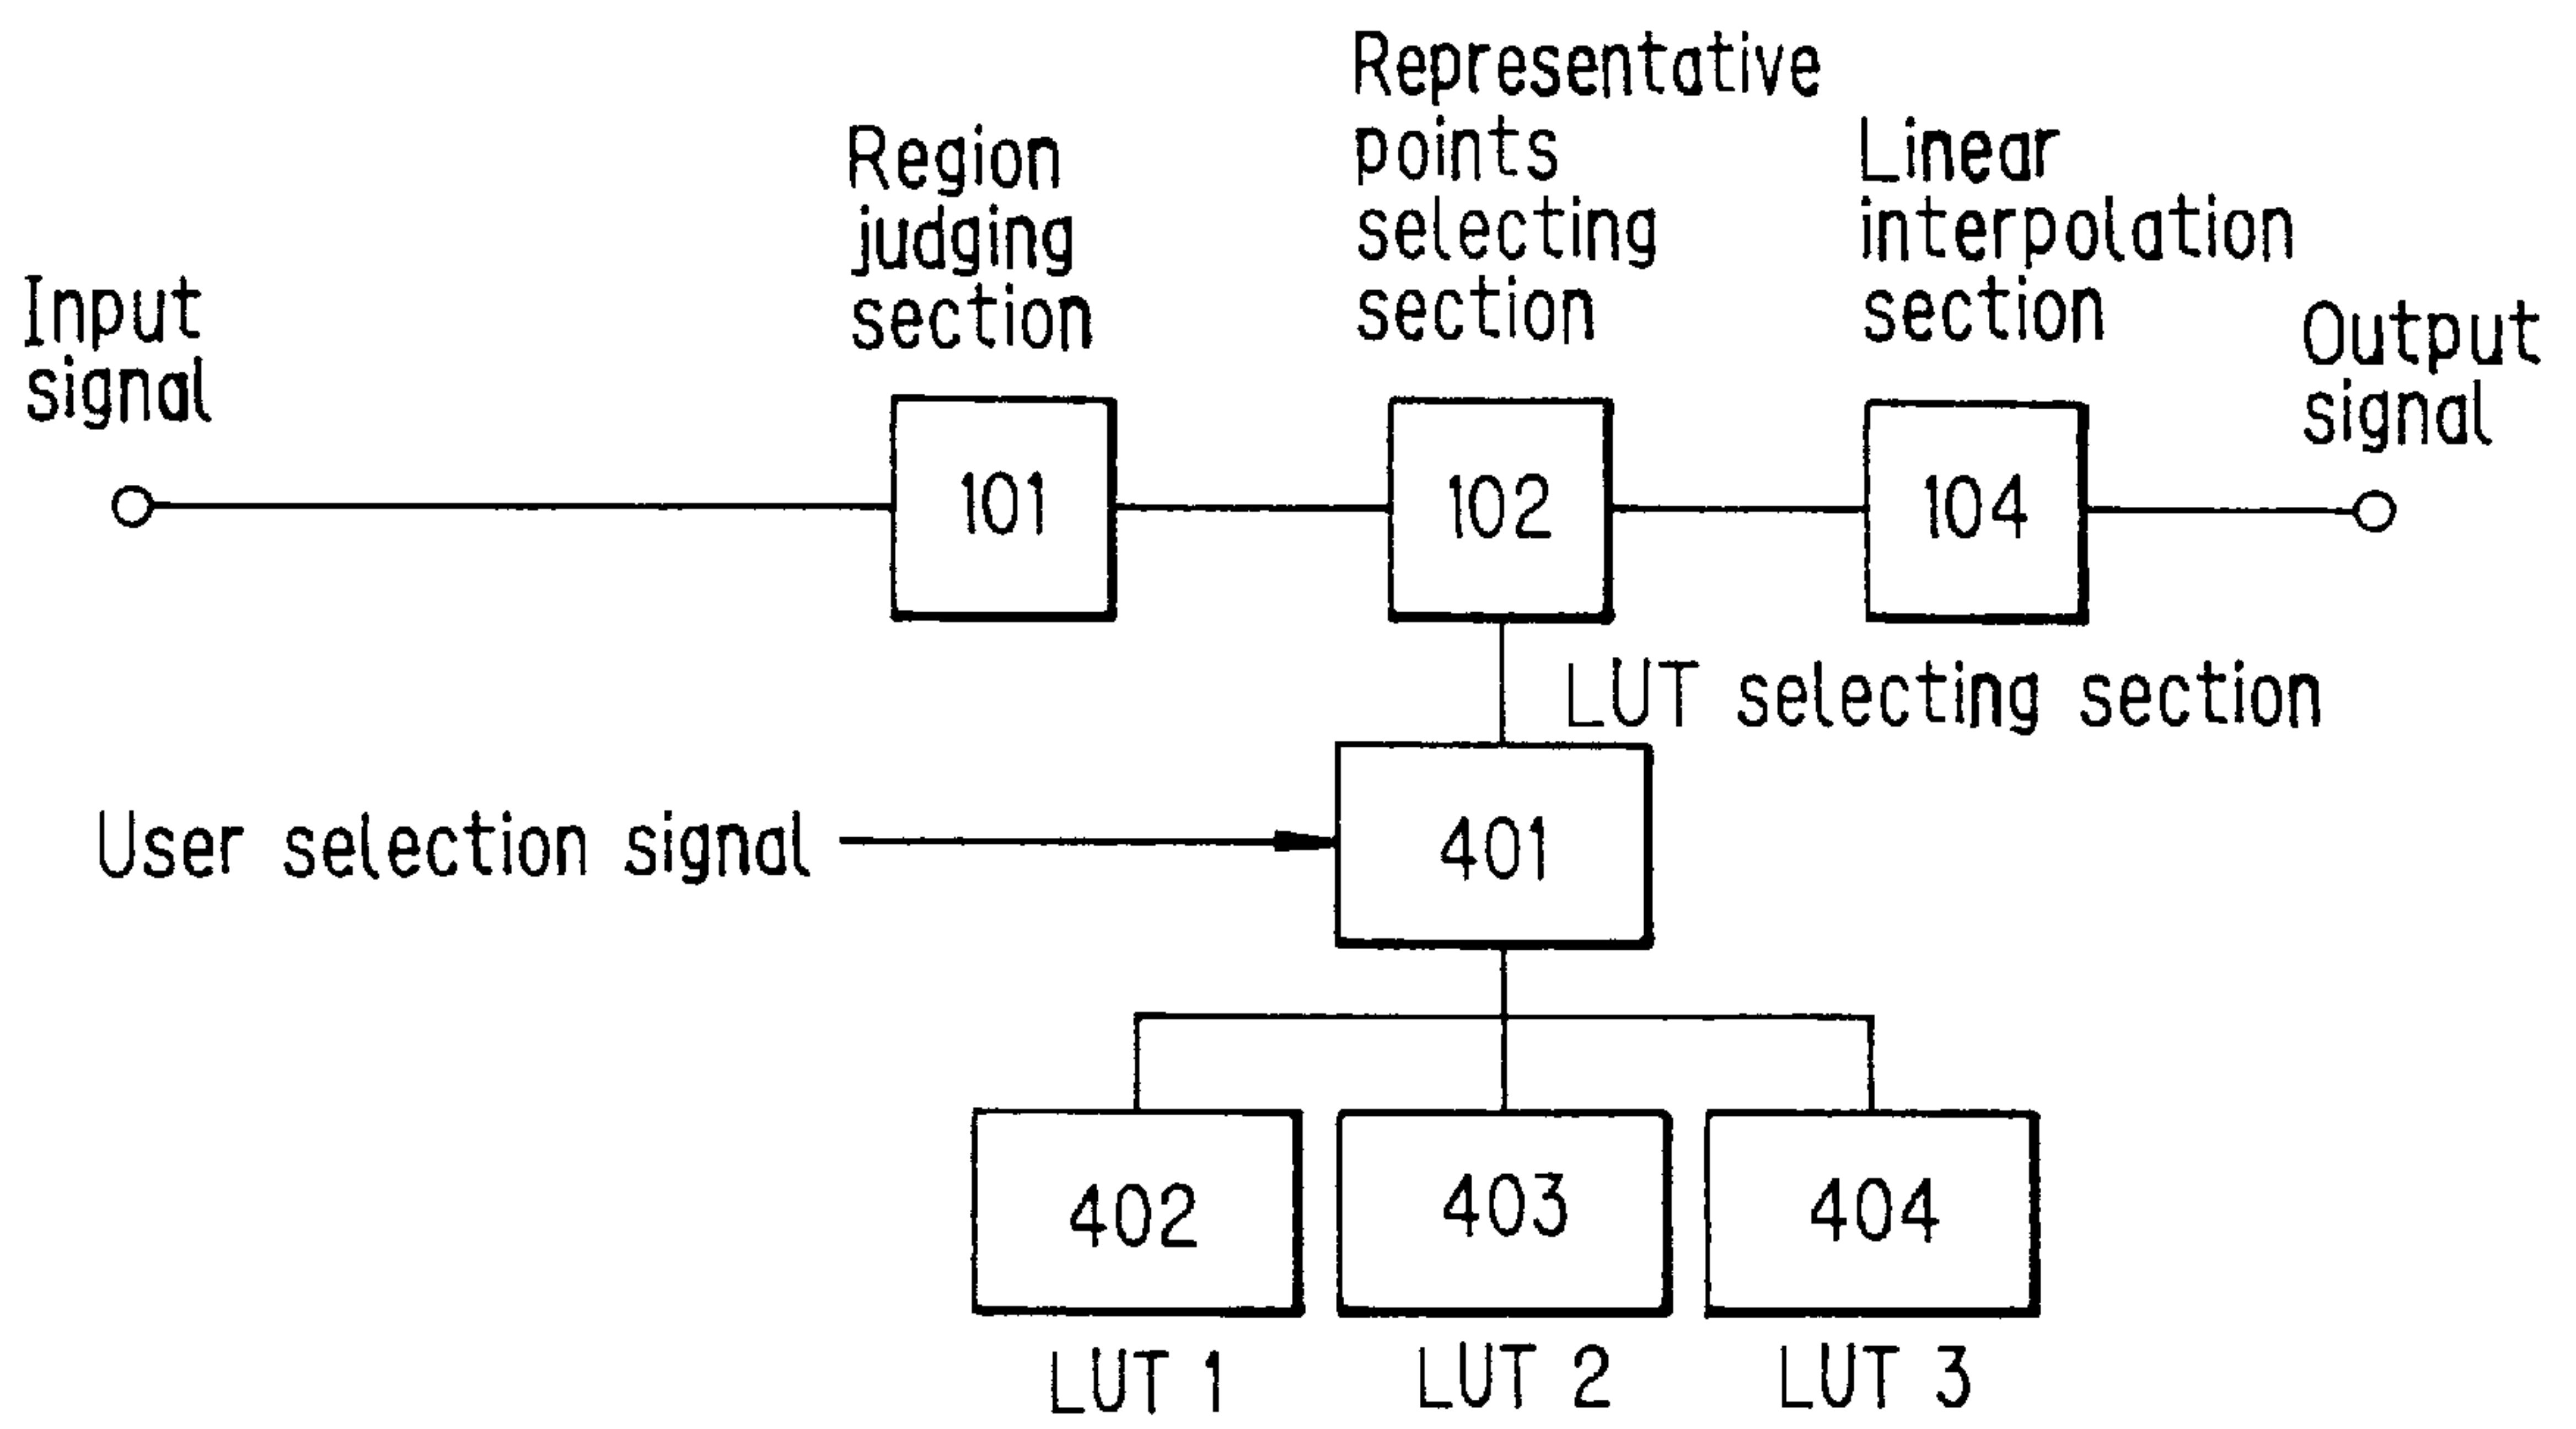 Input
signal
Region
judging
section
Representative
points
selecting
section
Linear
interpolation
section
Output
signal
101
102
104
LUT selecting section
User selection signal
401
402
403
404
LUT 1
LUT 2
LUT 3